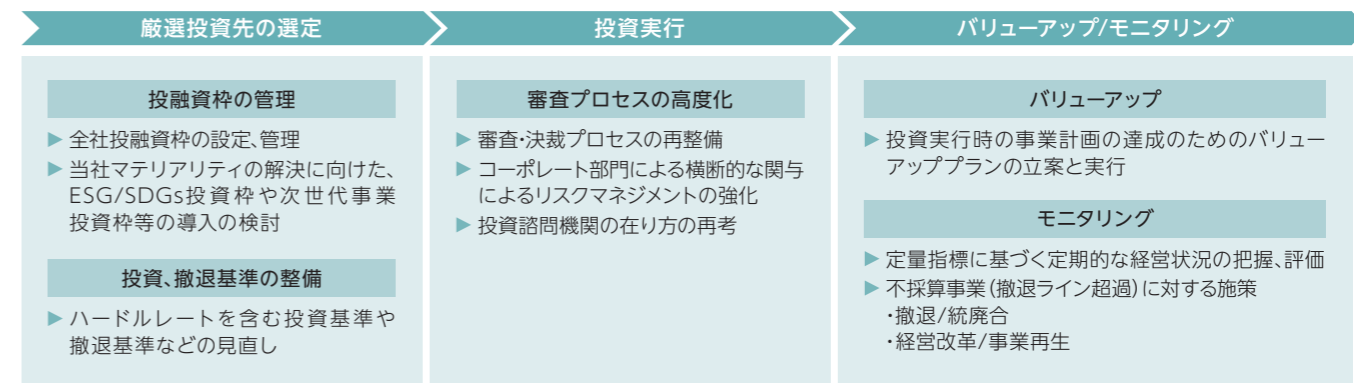 厳選投資先の選定
投融資枠の管理
▶ 全社投融資枠の設定、管理
▶ 当社マテリアリティの解決に向けた、
ESG/SDGs投資枠や次世代事業
投資枠等の導入の検討
投資、撤退基準の整備
▶ ハードルレートを含む投資基準や
撤退基準などの見直し
投資実行
審査プロセスの高度化
▶ 審査・決裁プロセスの再整備
▶ コーポレート部門による横断的な関与
によるリスクマネジメントの強化
▶ 投資諮問機関の在り方の再考
バリューアップ/モニタリング
バリューアップ
▶ 投資実行時の事業計画の達成のためのバリュー
アッププランの立案と実行
モニタリング
▶ 定量指標に基づく定期的な経営状況の把握、評価
▶ 不採算事業(撤退ライン超過)に対する施策
・撤退/統廃合
・経営改革/事業再生